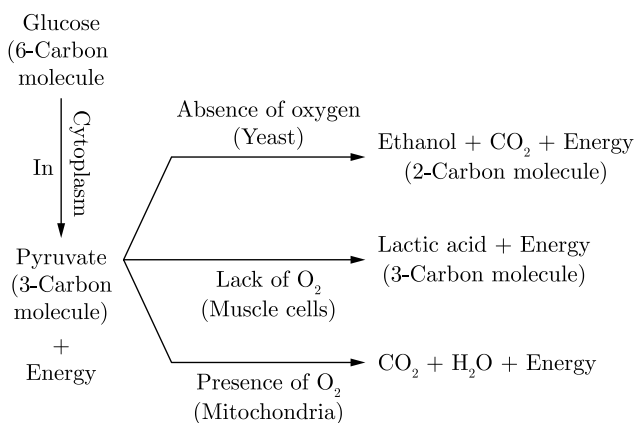 Glucose
(6-Carbon
molecule
In
Cytoplasm
Pyruvate
(3-Carbon
molecule)
+
Energy
Absence of oxygen
(Yeast)
Ethanol + CO₂ + Energy
(2-Carbon molecule)
Lack of O₂
(Muscle cells)
Lactic acid + Energy
(3-Carbon molecule)
Presence of O₂
(Mitochondria)
CO₂ + H₂O + Energy